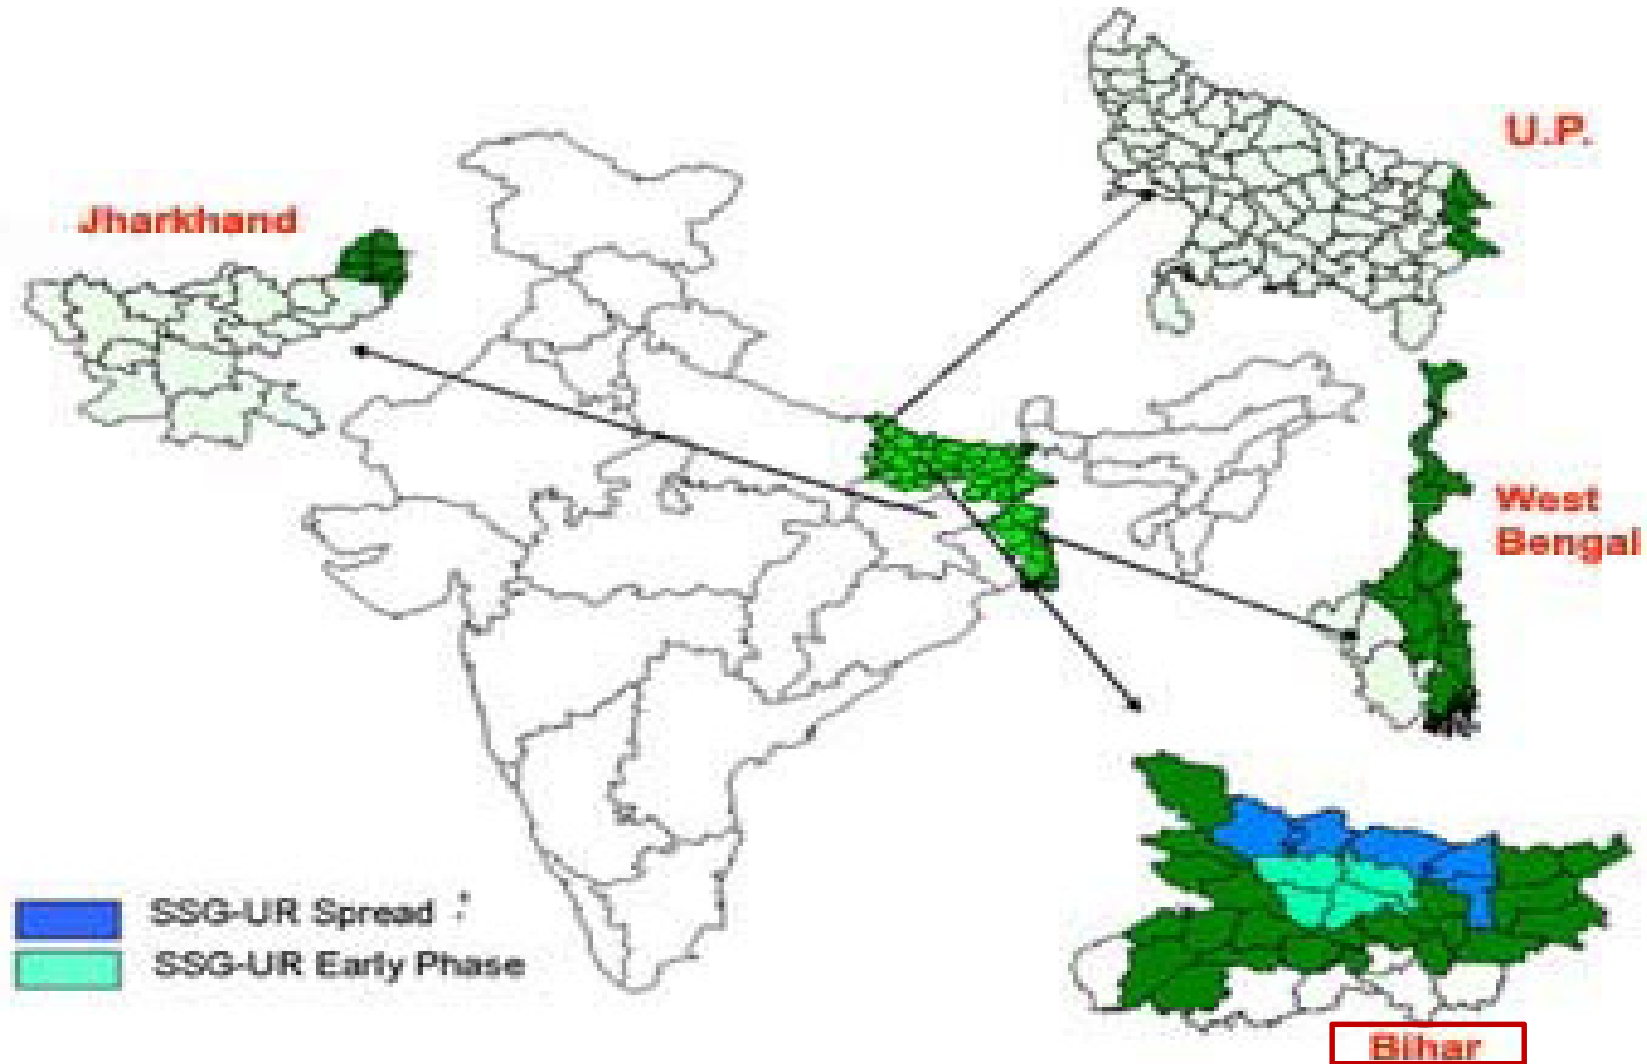 U.P.
Jharkhand
West
Bengal
SSG-UR Spread
SSG-UR Early Phase
Bihar